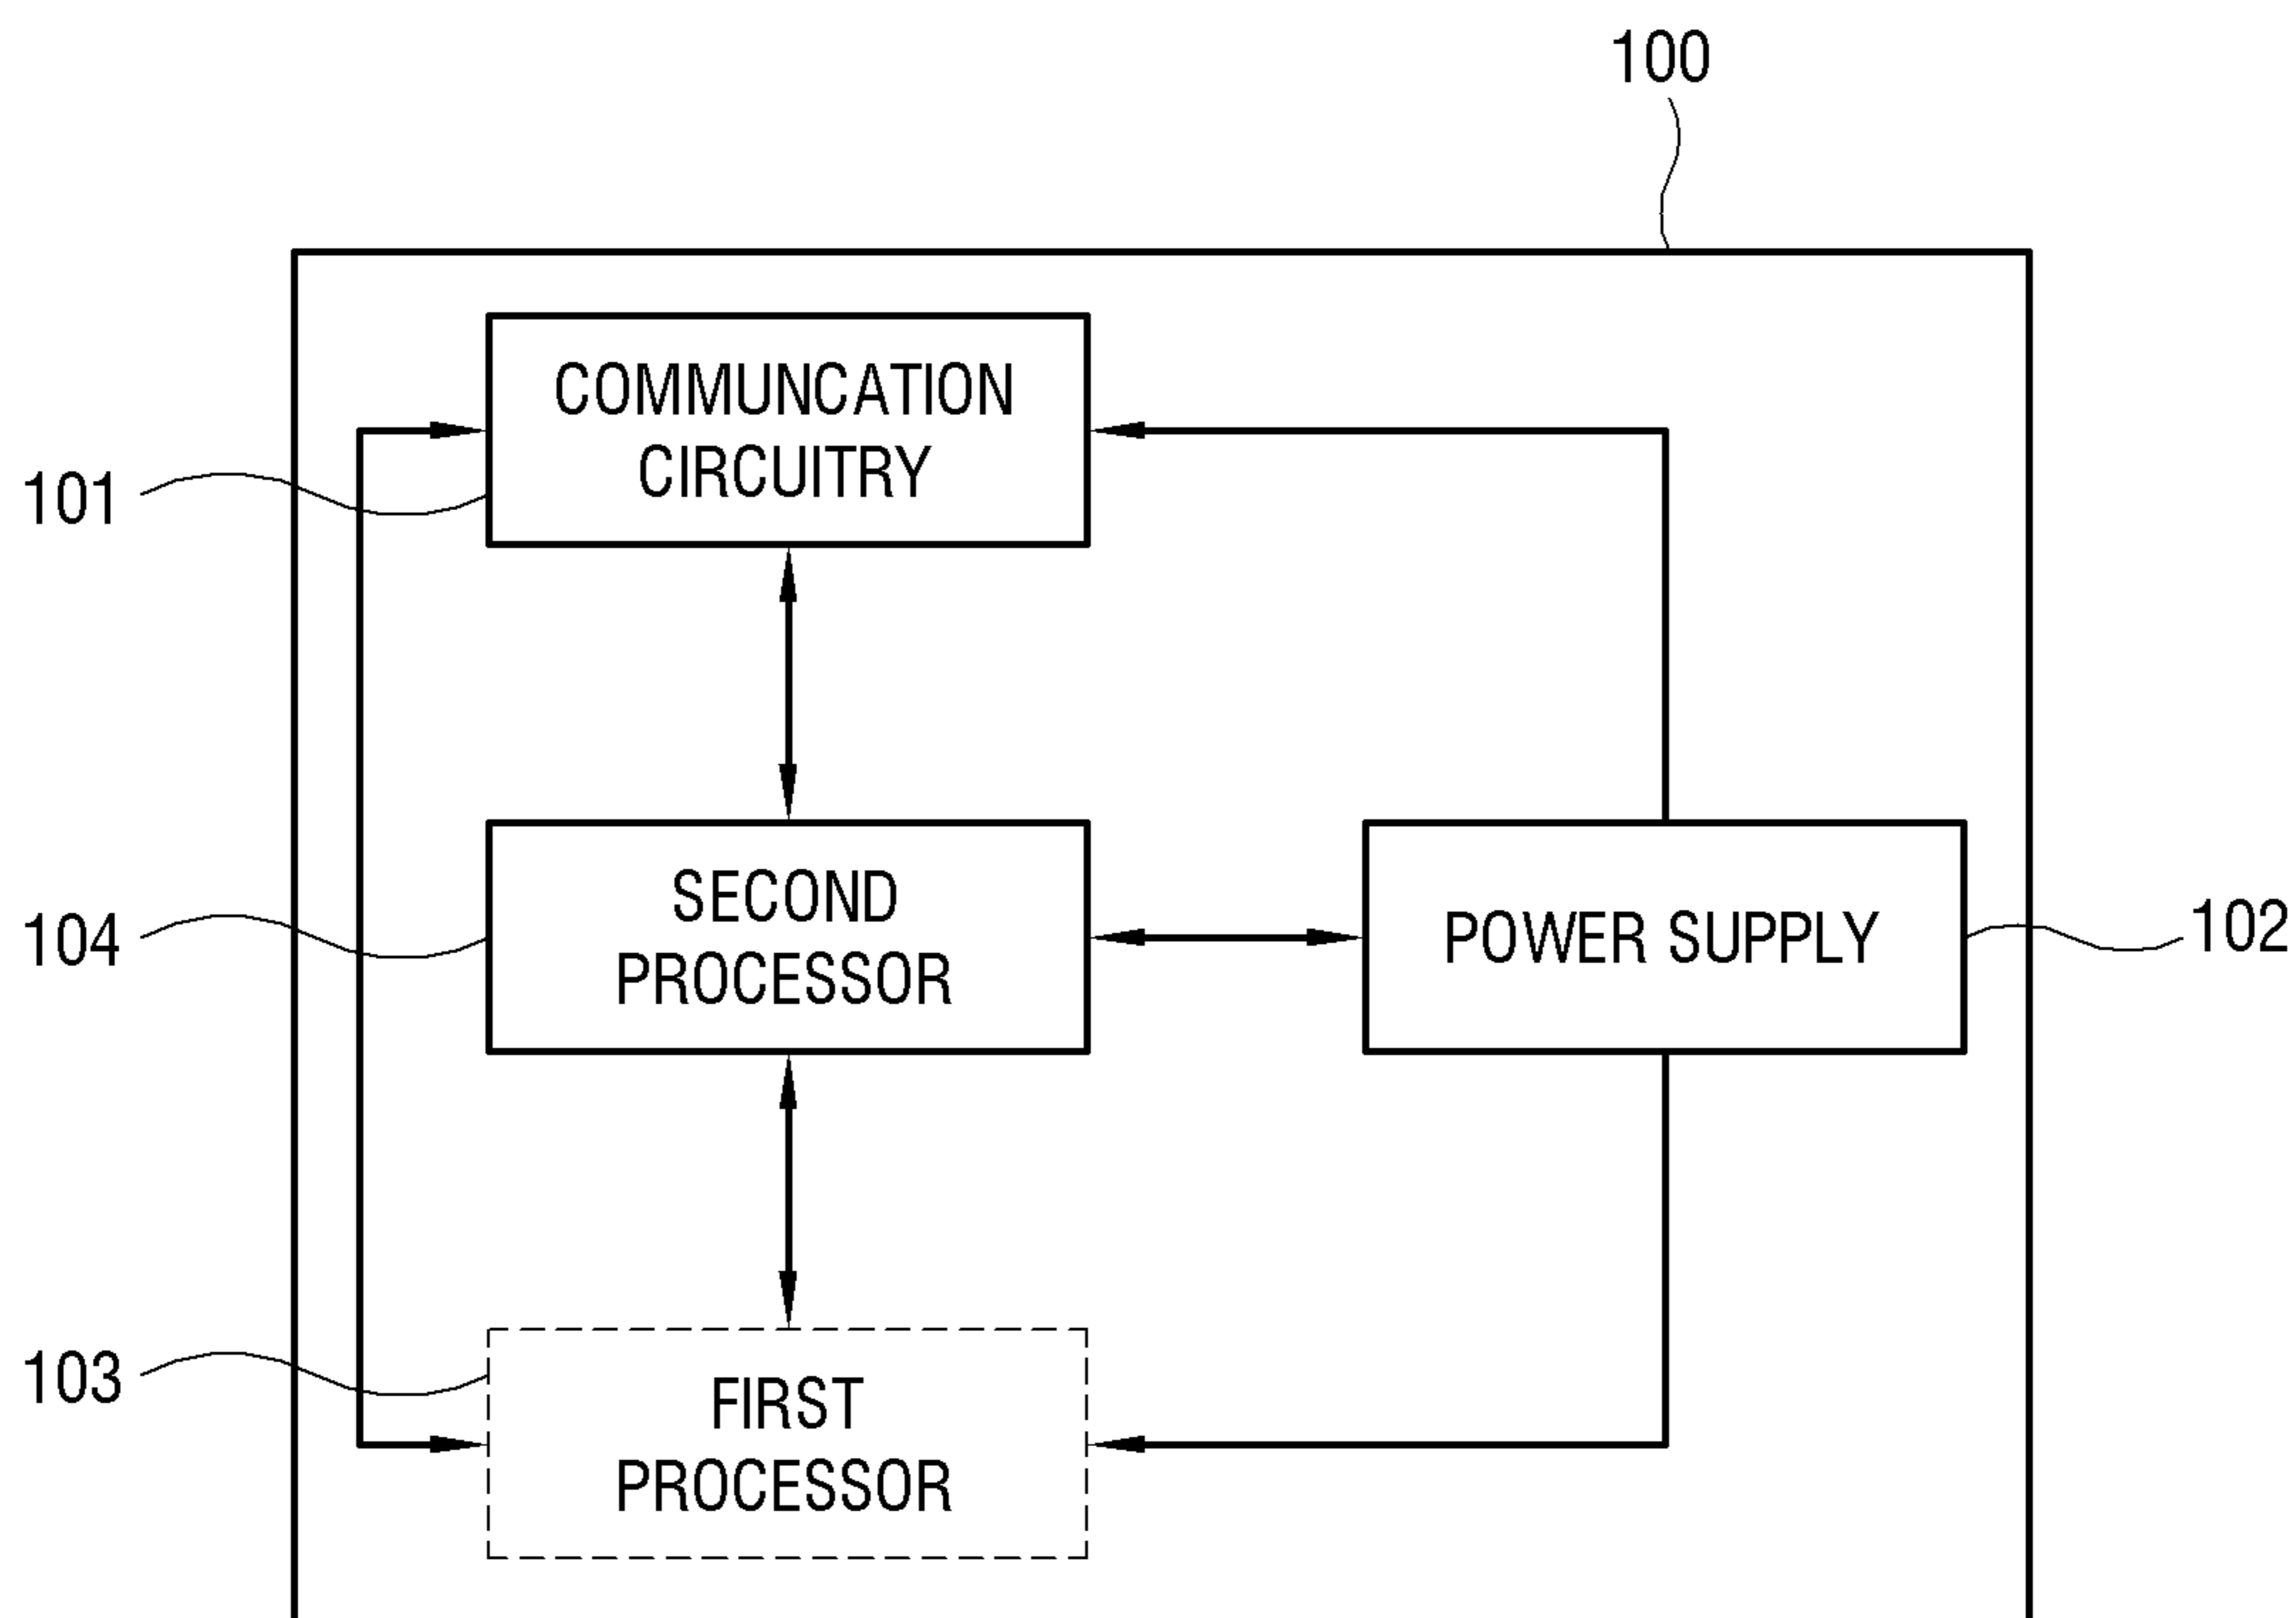 100
COMMUNCATION
CIRCUITRY
101
SECOND
PROCESSOR
104
POWER SUPPLY
102
FIRST
PROCESSOR
103